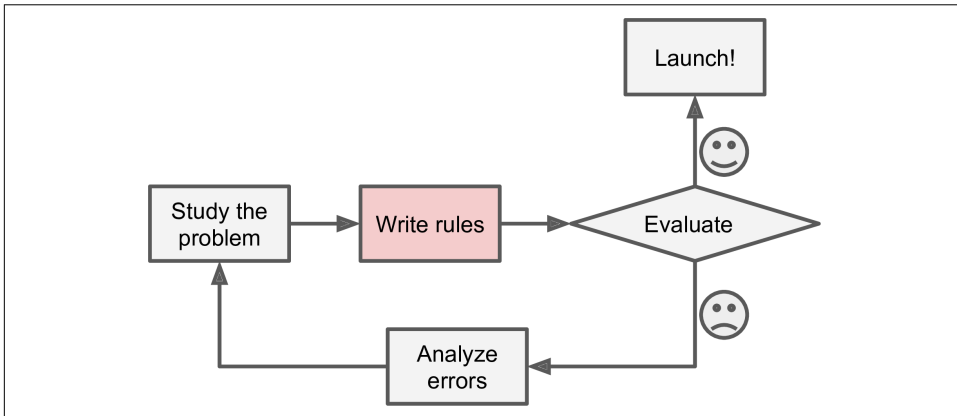 Launch!
Study the
problem
Write rules
Evaluate
Analyze
errors